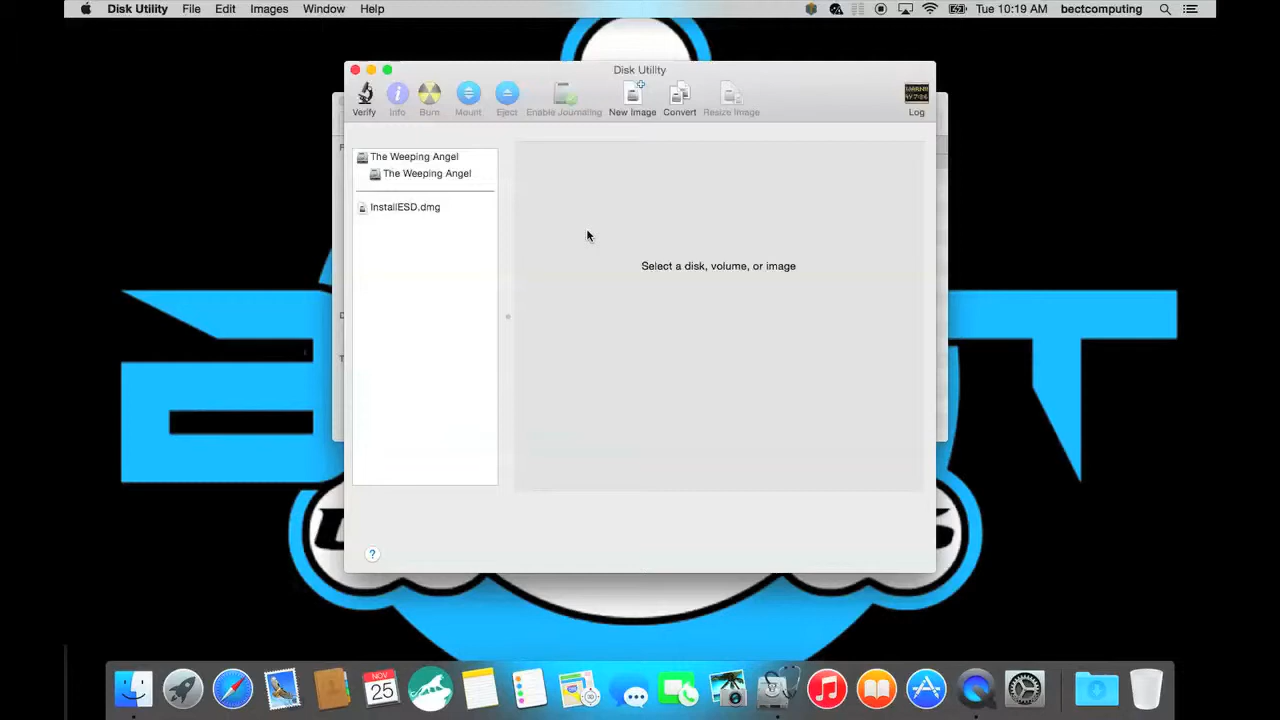 Disk Utility File Edit Images Window Help Tue 10:19 AM bectcomputing
Disk Utility
Verify Info Burn Mount Eject Enable Journaling New Image Convert Resize Image Log
The Weeping Angel
The Weeping Angel
InstallESD.dmg
Select a disk, volume, or image
?
NOV
25